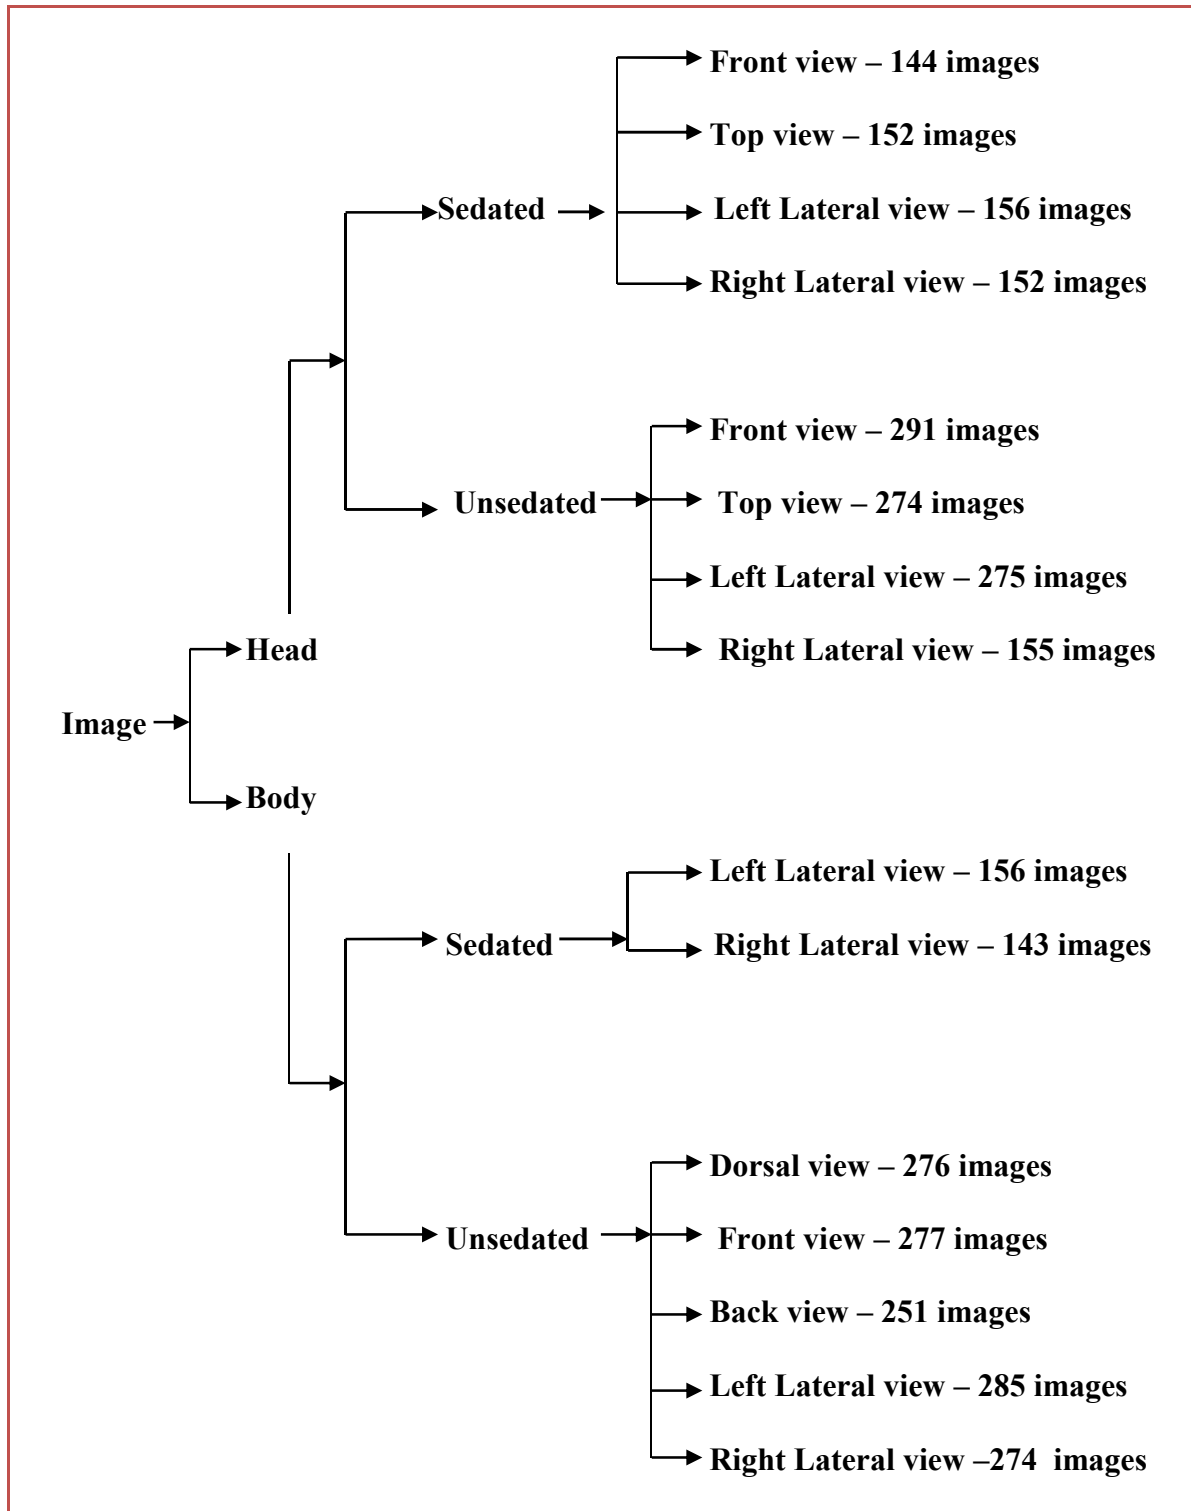 Front view – 144 images
Top view – 152 images
Sedated
Left Lateral view – 156 images
Right Lateral view – 152 images
Front view – 291 images
Unsedated
Top view – 274 images
Left Lateral view – 275 images
Head
Right Lateral view – 155 images
Image
Body
Left Lateral view – 156 images
Sedated
Right Lateral view – 143 images
Dorsal view – 276 images
Unsedated
Front view – 277 images
Back view – 251 images
Left Lateral view – 285 images
Right Lateral view –274 images